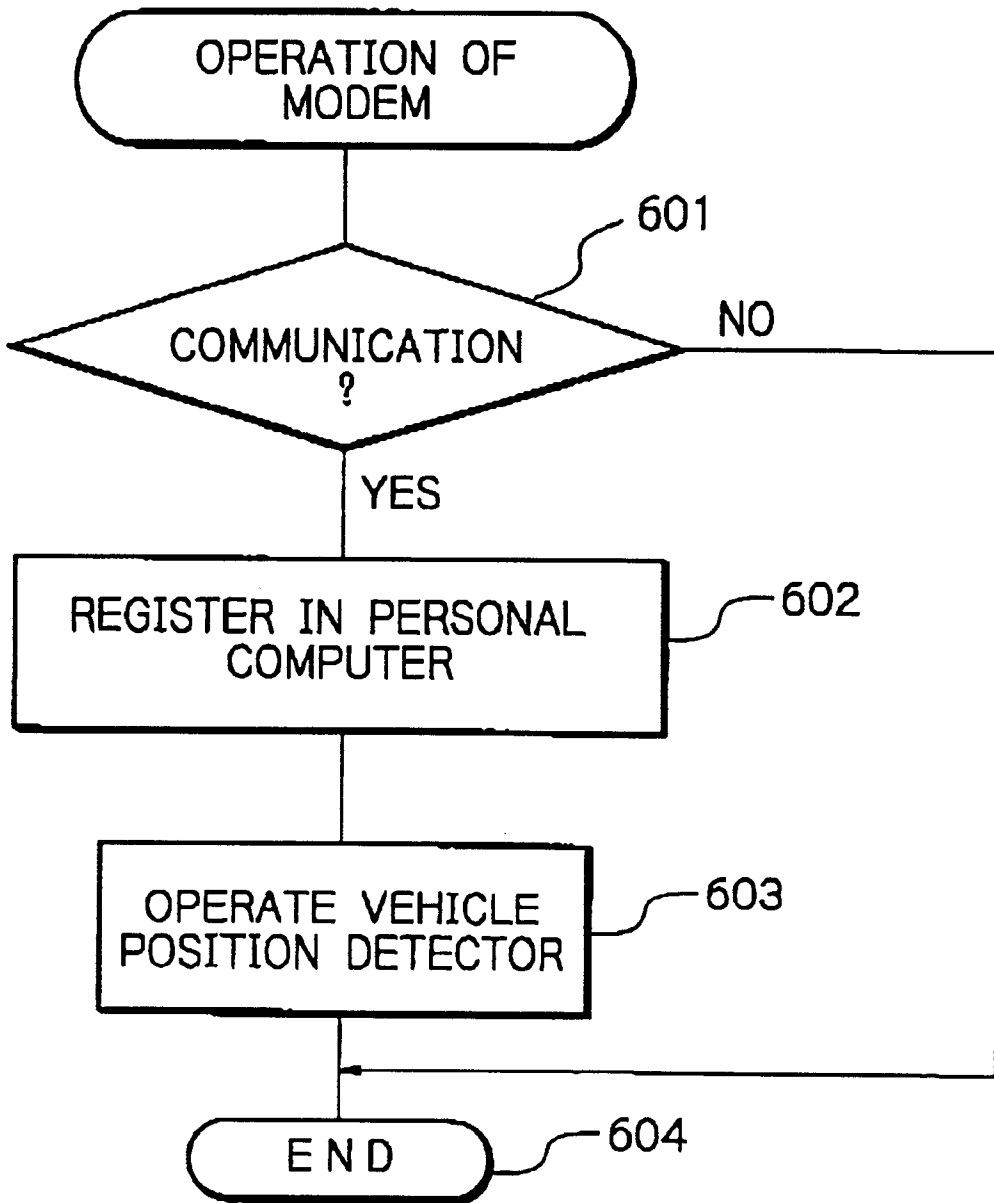 OPERATION OF
MODEM
601
COMMUNICATION
?
NO
YES
REGISTER IN PERSONAL
COMPUTER
602
OPERATE VEHICLE
POSITION DETECTOR
603
END
604